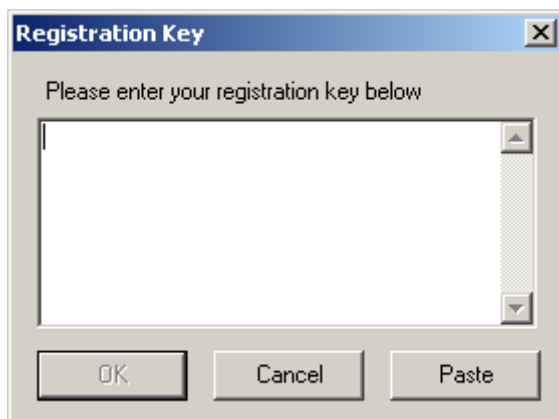 Registration Key
Please enter your registration key below
OK
Cancel
Paste